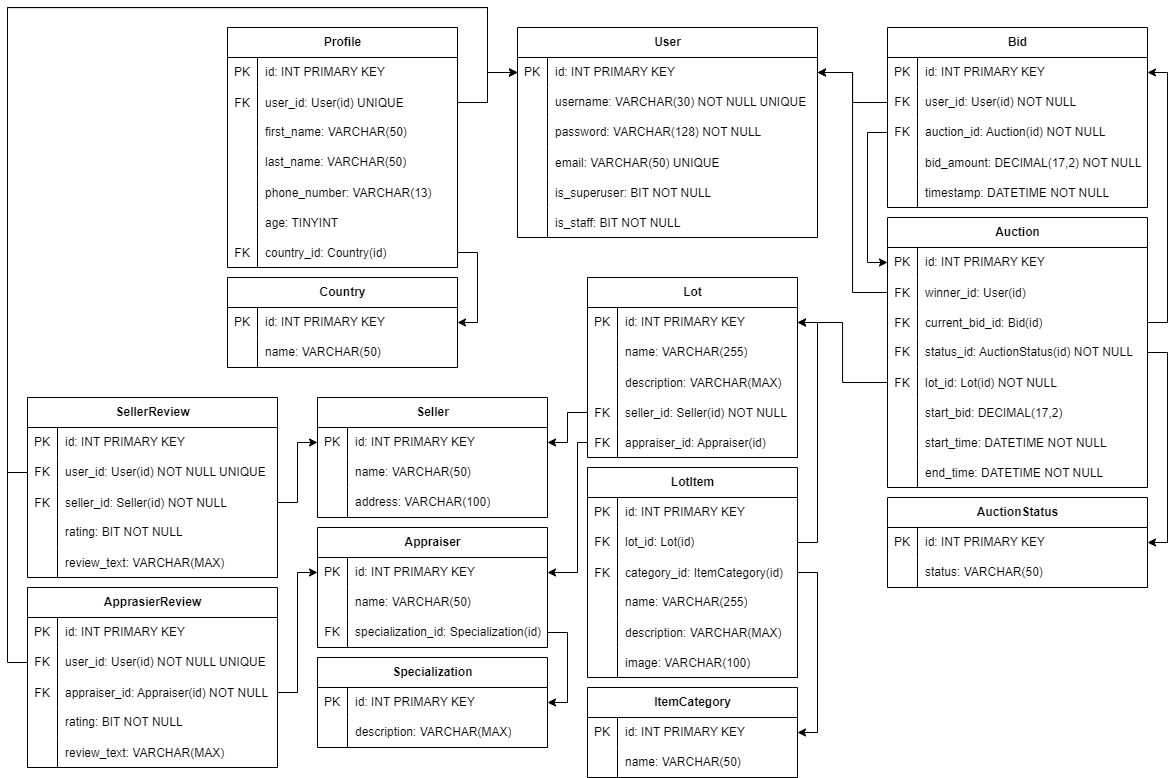 Profile
PK id: INT PRIMARY KEY
FK user_id: User(id) UNIQUE
first_name: VARCHAR(50)
last_name: VARCHAR(50)
phone_number: VARCHAR(13)
age: TINYINT
FK country_id: Country(id)
Country
PK id: INT PRIMARY KEY
name: VARCHAR(50)
User
PK id: INT PRIMARY KEY
username: VARCHAR(30) NOT NULL UNIQUE
password: VARCHAR(128) NOT NULL
email: VARCHAR(50) UNIQUE
is_superuser: BIT NOT NULL
is_staff: BIT NOT NULL
Bid
PK id: INT PRIMARY KEY
FK user_id: User(id) NOT NULL
FK auction_id: Auction(id) NOT NULL
bid_amount: DECIMAL(17,2) NOT NULL
timestamp: DATETIME NOT NULL
Auction
PK id: INT PRIMARY KEY
FK winner_id: User(id)
FK current_bid_id: Bid(id)
FK status_id: AuctionStatus(id) NOT NULL
FK lot_id: Lot(id) NOT NULL
start_bid: DECIMAL(17,2)
start_time: DATETIME NOT NULL
end_time: DATETIME NOT NULL
AuctionStatus
PK id: INT PRIMARY KEY
status: VARCHAR(50)
Lot
PK id: INT PRIMARY KEY
name: VARCHAR(255)
description: VARCHAR(MAX)
FK seller_id: Seller(id) NOT NULL
FK appraiser_id: Appraiser(id)
LotItem
PK id: INT PRIMARY KEY
FK lot_id: Lot(id)
FK category_id: ItemCategory(id)
name: VARCHAR(255)
description: VARCHAR(MAX)
image: VARCHAR(100)
ItemCategory
PK id: INT PRIMARY KEY
name: VARCHAR(50)
SellerReview
PK id: INT PRIMARY KEY
FK user_id: User(id) NOT NULL UNIQUE
FK seller_id: Seller(id) NOT NULL
rating: BIT NOT NULL
review_text: VARCHAR(MAX)
Seller
PK id: INT PRIMARY KEY
name: VARCHAR(50)
address: VARCHAR(100)
Appraiser
PK id: INT PRIMARY KEY
name: VARCHAR(50)
FK specialization_id: Specialization(id)
Specialization
PK id: INT PRIMARY KEY
description: VARCHAR(MAX)
ApprasierReview
PK id: INT PRIMARY KEY
FK user_id: User(id) NOT NULL UNIQUE
FK appraiser_id: Appraiser(id) NOT NULL
rating: BIT NOT NULL
review_text: VARCHAR(MAX)